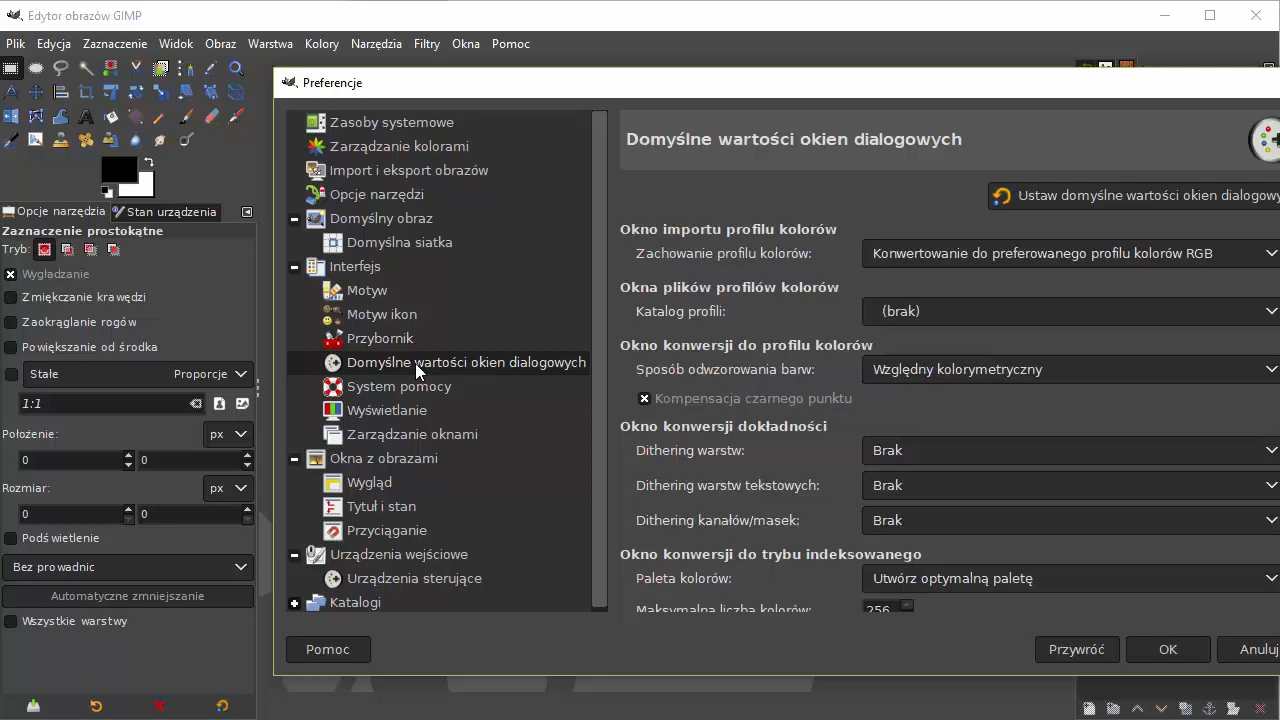 Edytor obrazów GIMP
Plik Edycja Zaznaczenie Widok Obraz Warstwa Kolory Narzędzia Filtry Okna Pomoc
Preferencje
Opcje narzędzia Stan urządzenia
Zaznaczenie prostokątne
Tryb:
Wygładzanie
Zmiękczanie krawędzi
Zaokrąglanie rogów
Powiększanie od środka
Stałe Proporcje
1:1
Położenie: px
0 0
Rozmiar: px
0 0
Podświetlenie
Bez prowadnic
Automatyczne zmniejszanie
Wszystkie warstwy
Zasoby systemowe
Zarządzanie kolorami
Import i eksport obrazów
Opcje narzędzi
Domyślny obraz
Domyślna siatka
Interfejs
Motyw
Motyw ikon
Przybornik
Domyślne wartości okien dialogowych
System pomocy
Wyświetlanie
Zarządzanie oknami
Okna z obrazami
Wygląd
Tytuł i stan
Przyciąganie
Urządzenia wejściowe
Urządzenia sterujące
Katalogi
Domyślne wartości okien dialogowych
Ustaw domyślne wartości okien dialogowy
Okno importu profilu kolorów
Zachowanie profilu kolorów: Konwertowanie do preferowanego profilu kolorów RGB
Okna plików profilów kolorów
Katalog profili: (brak)
Okno konwersji do profilu kolorów
Sposób odwzorowania barw: Względny kolorymetryczny
Kompensacja czarnego punktu
Okno konwersji dokładności
Dithering warstw: Brak
Dithering warstw tekstowych: Brak
Dithering kanałów/masek: Brak
Okno konwersji do trybu indeksowanego
Paleta kolorów: Utwórz optymalną paletę
Maksymalna liczba kolorów: 256
Pomoc Przywróć OK Anuluj